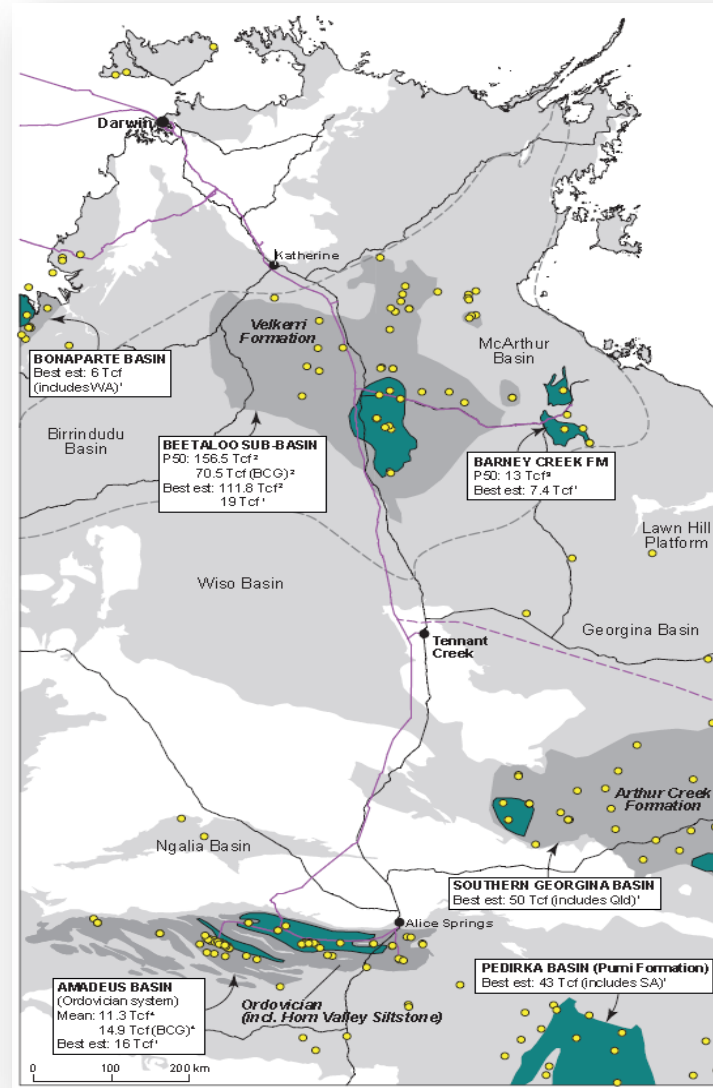 Darwin
Katherine
Velkerri
Formation
McArthur
Basin
BONAPARTE BASIN
Best est: 6 Tcf
(includes WA)¹
Birrindudu
Basin
BEETALOO SUB-BASIN
P50: 156.5 Tcf²
70.5 Tcf (BCG)²
Best est: 111.8 Tcf²
19 Tcf¹
BARNEY CREEK FM
P50: 13 Tcf³
Best est: 7.4 Tcf¹
Lawn Hill
Platform
Wiso Basin
Georgina Basin
Tennant
Creek
Arthur Creek
Formation
Ngalia Basin
SOUTHERN GEORGINA BASIN
Best est: 50 Tcf (includes Qld)¹
Alice Springs
PEDIRKA BASIN (Purni Formation)
Best est: 43 Tcf (includes SA)¹
AMADEUS BASIN
(Ordovician system)
Mean: 11.3 Tcf⁴
14.9 Tcf (BCG)⁴
Best est: 16 Tcf¹
Ordovician
(incl. Horn Valley Siltstone)
0 100 200 km